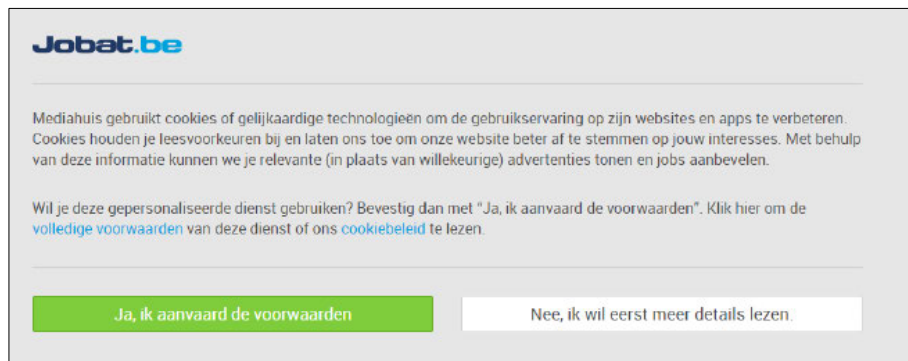 Jobat.be
Mediahuis gebruikt cookies of gelijkaardige technologieën om de gebruikservaring op zijn websites en apps te verbeteren.
Cookies houden je leesvoorkeuren bij en laten ons toe om onze website beter af te stemmen op jouw interesses. Met behulp
van deze informatie kunnen we je relevante (in plaats van willekeurige) advertenties tonen en jobs aanbevelen.
Wil je deze gepersonaliseerde dienst gebruiken? Bevestig dan met "Ja, ik aanvaard de voorwaarden". Klik hier om de
volledige voorwaarden van deze dienst of ons cookiebeleid te lezen.
Ja, ik aanvaard de voorwaarden Nee, ik wil eerst meer details lezen.